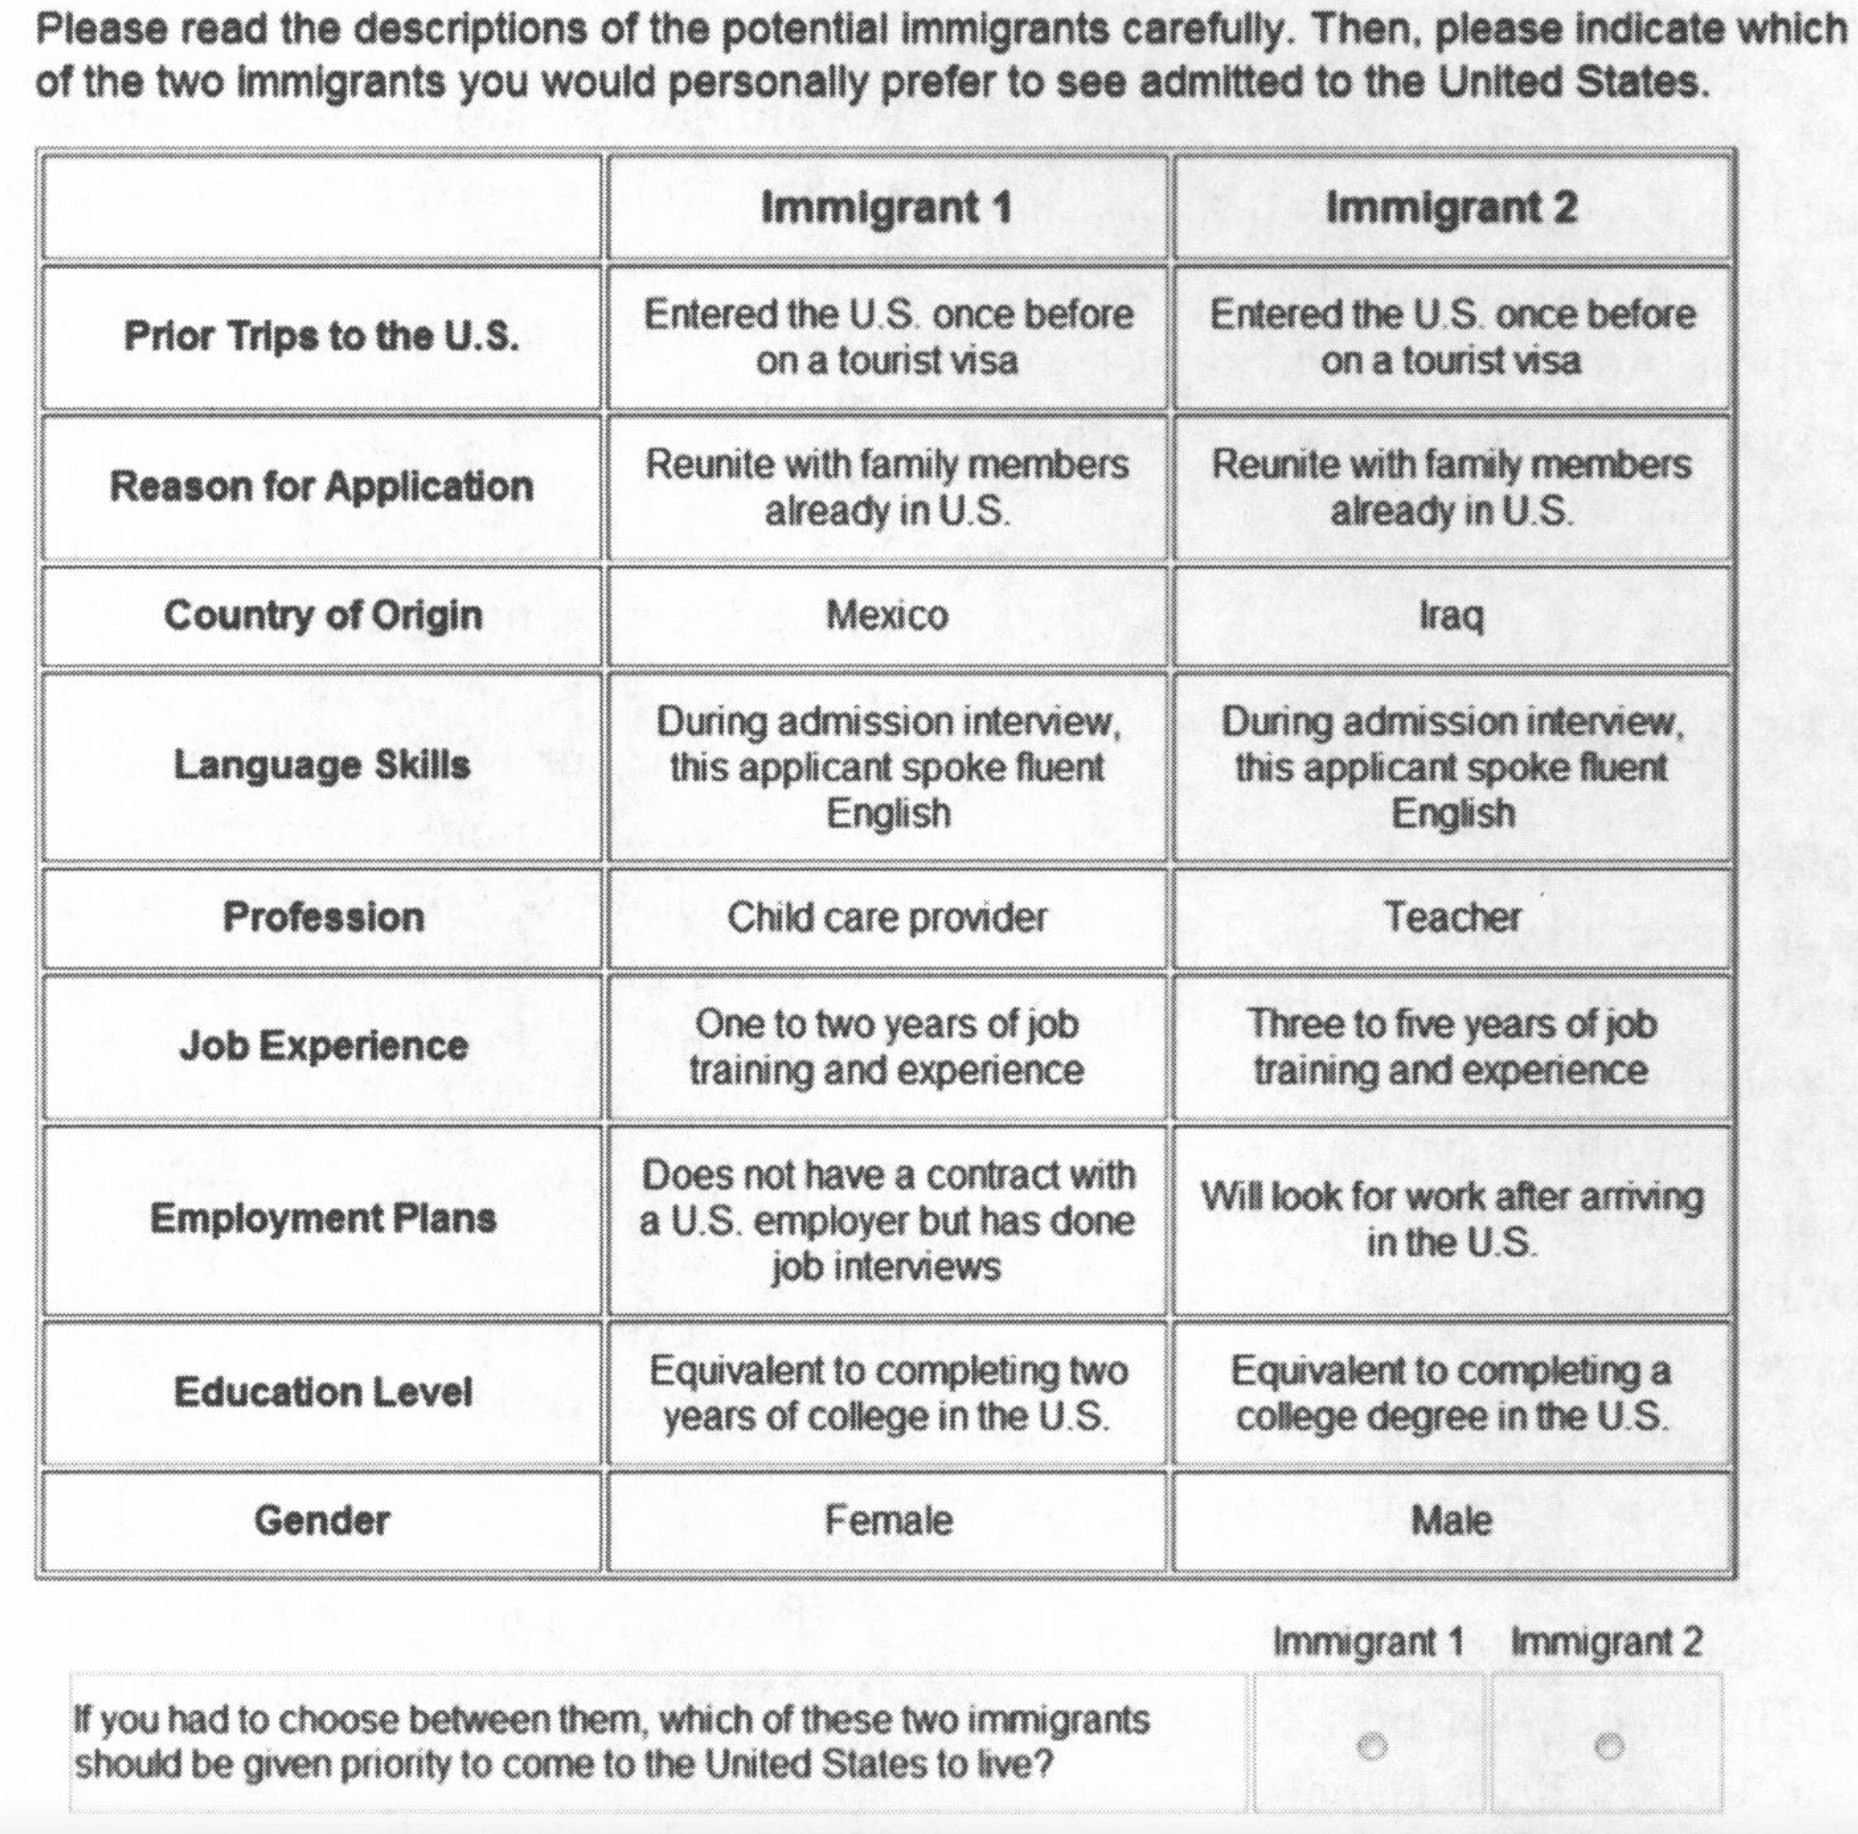 Please read the descriptions of the potential immigrants carefully. Then, please indicate which
of the two immigrants you would personally prefer to see admitted to the United States.
Immigrant 1
Immigrant 2
Prior Trips to the U.S.
Entered the U.S. once before
on a tourist visa
Entered the U.S. once before
on a tourist visa
Reason for Application
Reunite with family members
already in U.S.
Reunite with family members
already in U.S.
Country of Origin
Mexico
Iraq
Language Skills
During admission interview,
this applicant spoke fluent
English
During admission interview,
this applicant spoke fluent
English
Profession
Child care provider
Teacher
Job Experience
One to two years of job
training and experience
Three to five years of job
training and experience
Employment Plans
Does not have a contract with
a U.S. employer but has done
job interviews
Will look for work after arriving
in the U.S.
Education Level
Equivalent to completing two
years of college in the U.S.
Equivalent to completing a
college degree in the U.S.
Gender
Female
Male
Immigrant 1
Immigrant 2
If you had to choose between them, which of these two immigrants
should be given priority to come to the United States to live?